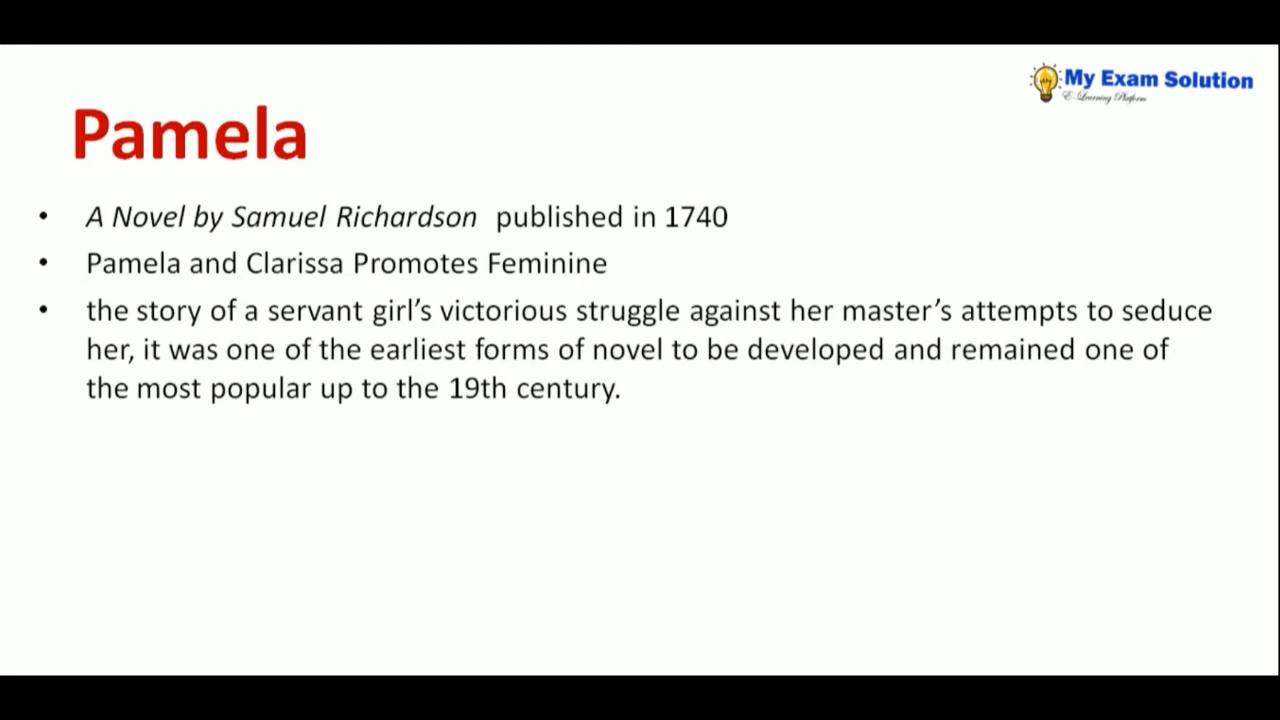 My Exam Solution
E-Learning Platform
Pamela
• A Novel by Samuel Richardson published in 1740
• Pamela and Clarissa Promotes Feminine
• the story of a servant girl’s victorious struggle against her master’s attempts to seduce
her, it was one of the earliest forms of novel to be developed and remained one of
the most popular up to the 19th century.